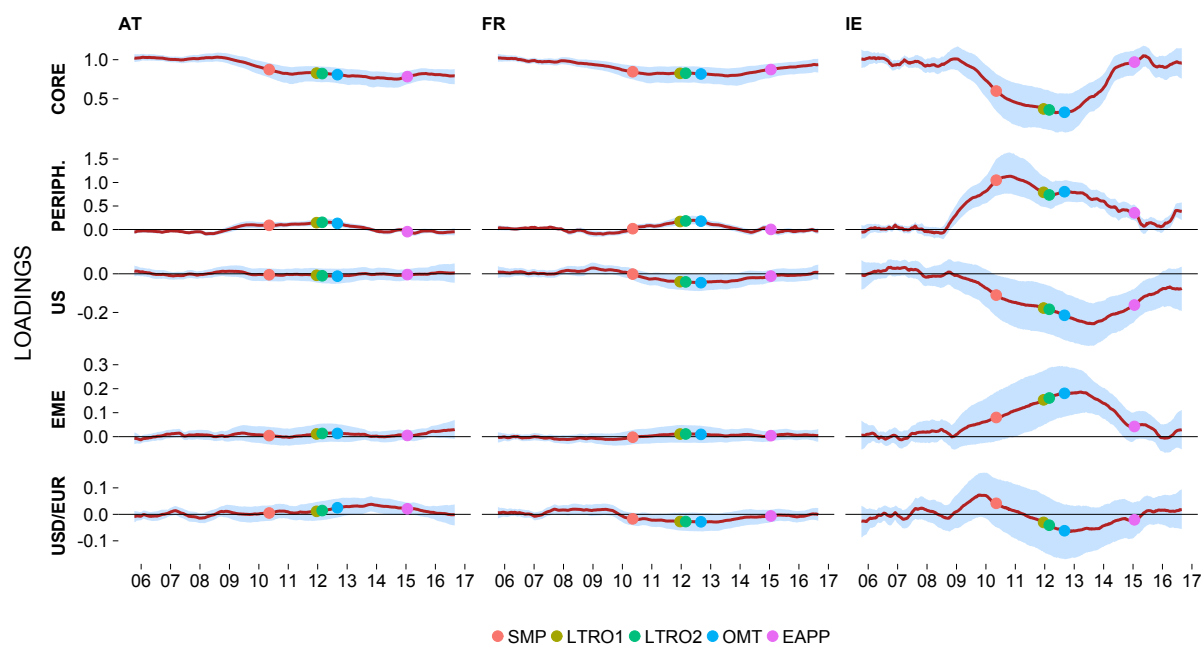 AT FR IE
LOADINGS
CORE
1.0
0.5
PERIPH.
1.5
1.0
0.5
0.0
US
0.0
-0.2
EME
0.3
0.2
0.1
0.0
USD/EUR
0.1
0.0
-0.1
06 07 08 09 10 11 12 13 14 15 16 17 06 07 08 09 10 11 12 13 14 15 16 17 06 07 08 09 10 11 12 13 14 15 16 17
SMP LTRO1 LTRO2 OMT EAPP